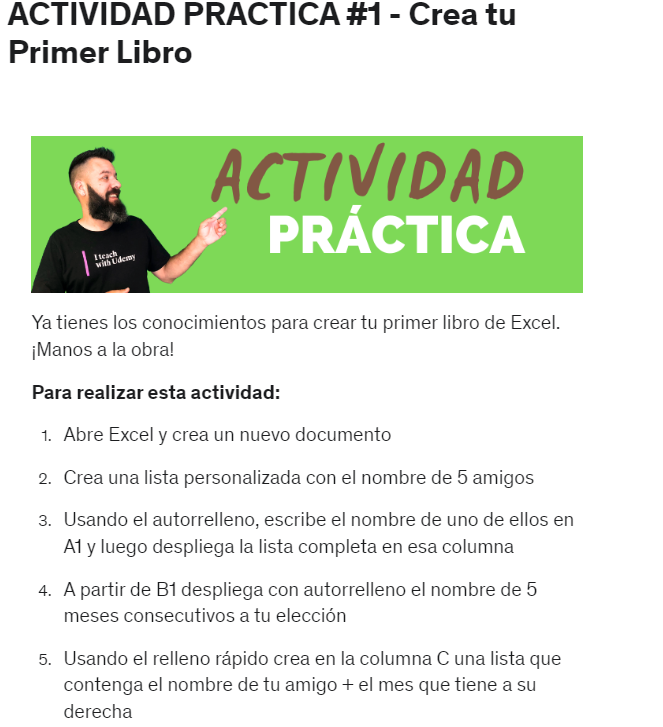 ACTIVIDAD PRÁCTICA #1 - Crea tu
Primer Libro
ACTIVIDAD
PRÁCTICA
I teach
with Udemy
Ya tienes los conocimientos para crear tu primer libro de Excel.
¡Manos a la obra!
Para realizar esta actividad:
1. Abre Excel y crea un nuevo documento
2. Crea una lista personalizada con el nombre de 5 amigos
3. Usando el autorrelleno, escribe el nombre de uno de ellos en
A1 y luego despliega la lista completa en esa columna
4. A partir de B1 despliega con autorrelleno el nombre de 5
meses consecutivos a tu elección
5. Usando el relleno rápido crea en la columna C una lista que
contenga el nombre de tu amigo + el mes que tiene a su
derecha